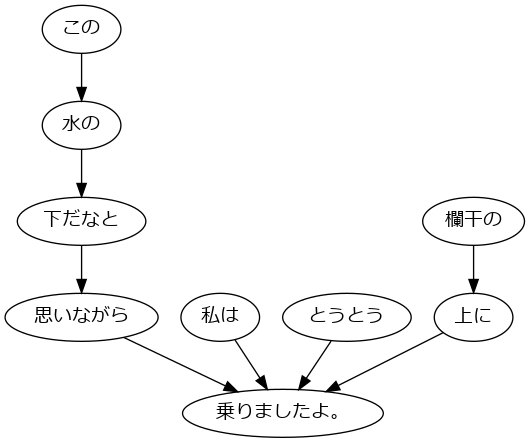 この
水の
下だなと
欄干の
思いながら
私は
とうとう
上に
乗りましたよ。